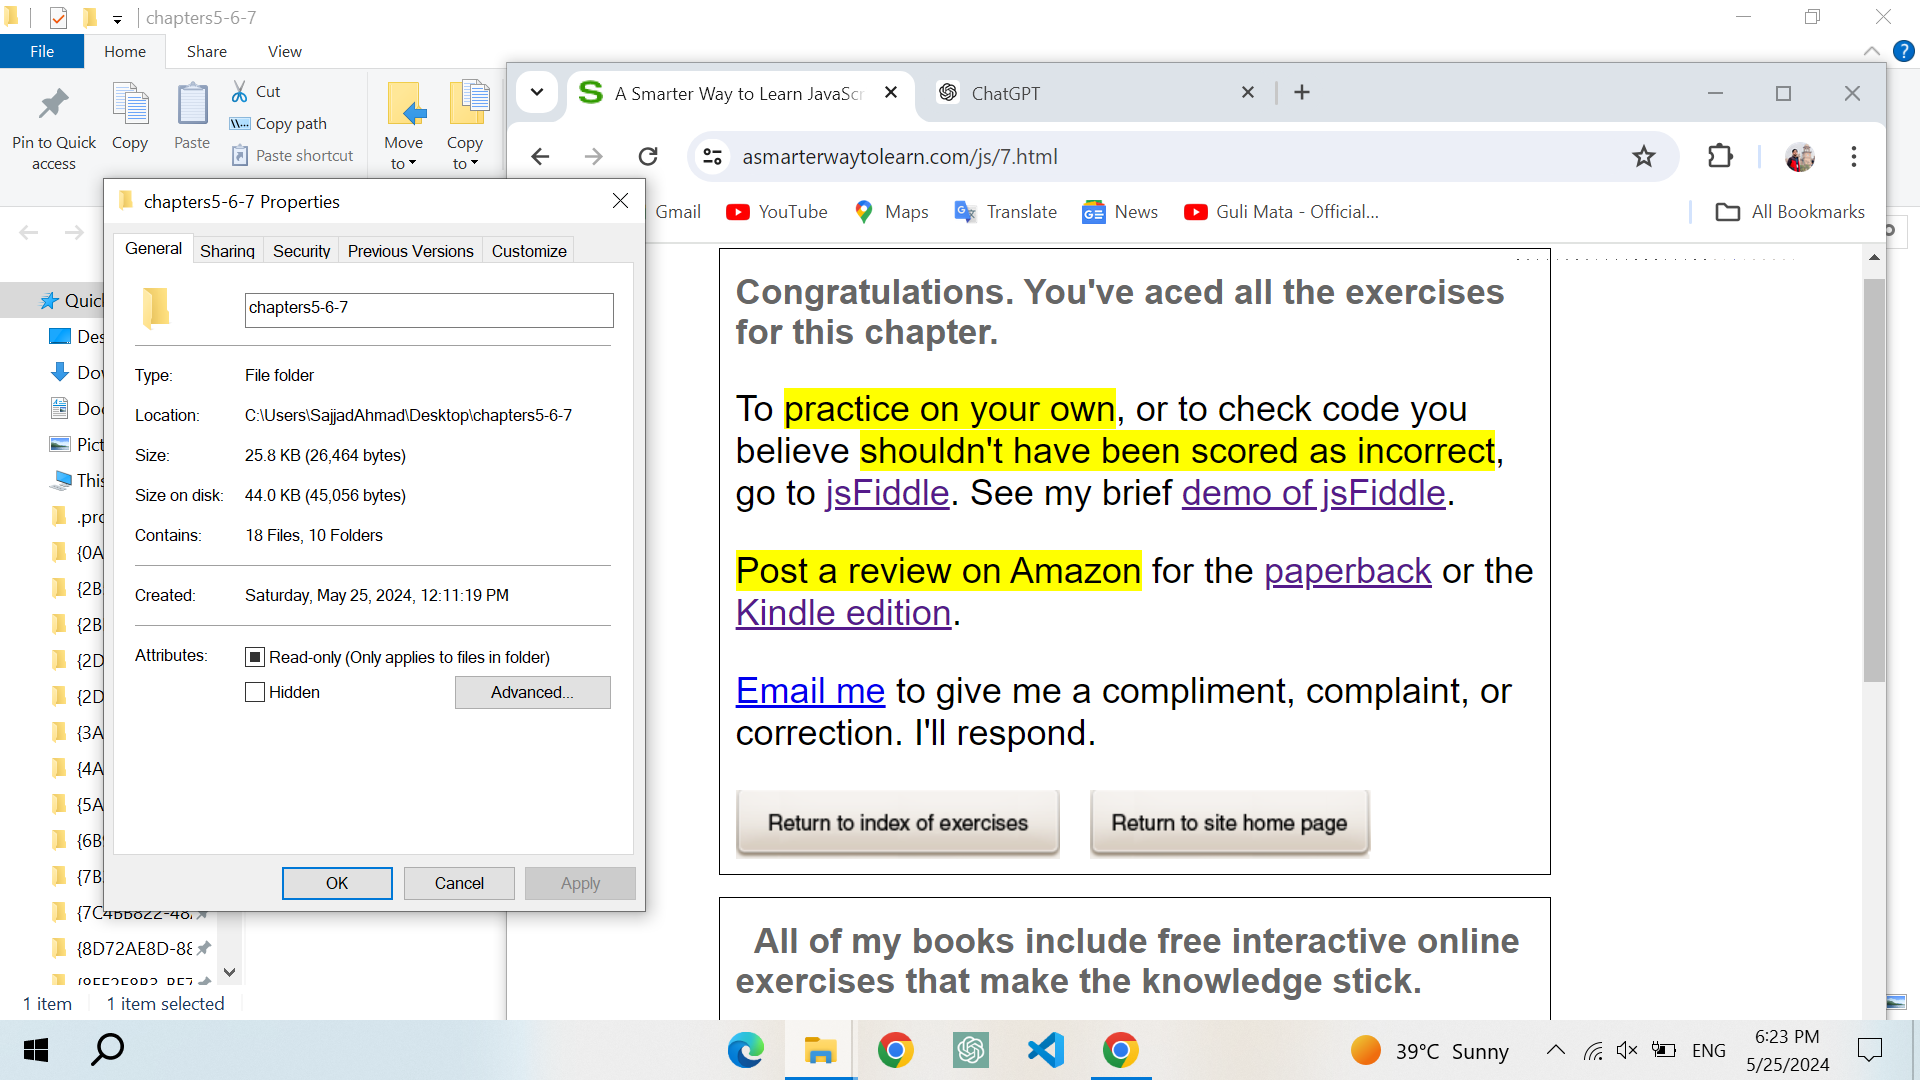 chapters5-6-7
File
Home
Share
View
Pin to Quick
access
Copy
Paste
Cut
Copy path
Paste shortcut
Move
to
Copy
to
A Smarter Way to Learn JavaScr
ChatGPT
asmarterwaytolearn.com/js/7.html
Gmail
YouTube
Maps
Translate
News
Guli Mata - Official...
All Bookmarks
chapters5-6-7 Properties
General
Sharing
Security
Previous Versions
Customize
chapters5-6-7
Type: File folder
Location: C:\Users\SajjadAhmad\Desktop\chapters5-6-7
Size: 25.8 KB (26,464 bytes)
Size on disk: 44.0 KB (45,056 bytes)
Contains: 18 Files, 10 Folders
Created: Saturday, May 25, 2024, 12:11:19 PM
Attributes: Read-only (Only applies to files in folder)
Hidden
Advanced...
OK
Cancel
Apply
Quic
Des
Dov
Doc
Pict
This
.pro
{0A
{2B
{2B
{2D
{2D
{3A
{4A
{5A
{6B
{7B
{8D72AE8D-88
1 item
1 item selected
Congratulations. You've aced all the exercises
for this chapter.
To practice on your own, or to check code you
believe shouldn't have been scored as incorrect,
go to jsFiddle. See my brief demo of jsFiddle.
Post a review on Amazon for the paperback or the
Kindle edition.
Email me to give me a compliment, complaint, or
correction. I'll respond.
Return to index of exercises
Return to site home page
All of my books include free interactive online
exercises that make the knowledge stick.
39°C Sunny
ENG
6:23 PM
5/25/2024